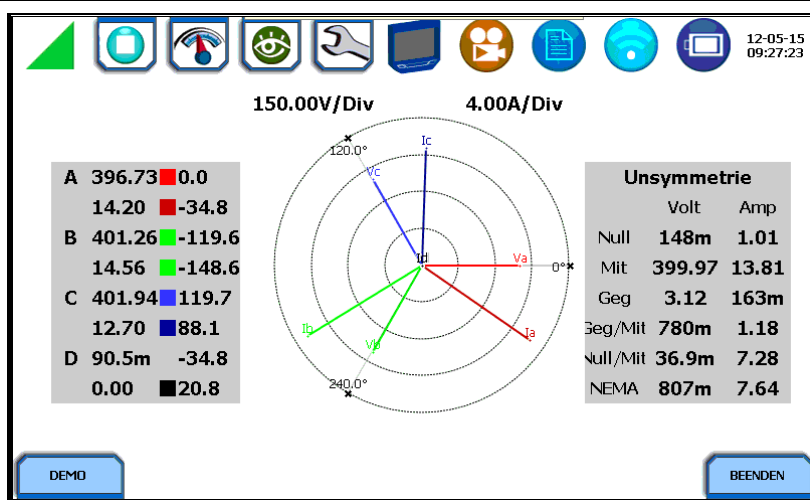 12-05-15
09:27:23
150.00V/Div 4.00A/Div
A 396.73 0.0
14.20 -34.8
B 401.26 -119.6
14.56 -148.6
C 401.94 119.7
12.70 88.1
D 90.5m -34.8
0.00 20.8
120.0°
Ic
Vc
Id
Va
0°
Ib
Vb
Ia
240.0°
Unsymmetrie
Volt Amp
Null 148m 1.01
Mit 399.97 13.81
Geg 3.12 163m
Geg/Mit 780m 1.18
Null/Mit 36.9m 7.28
NEMA 807m 7.64
DEMO
BEENDEN